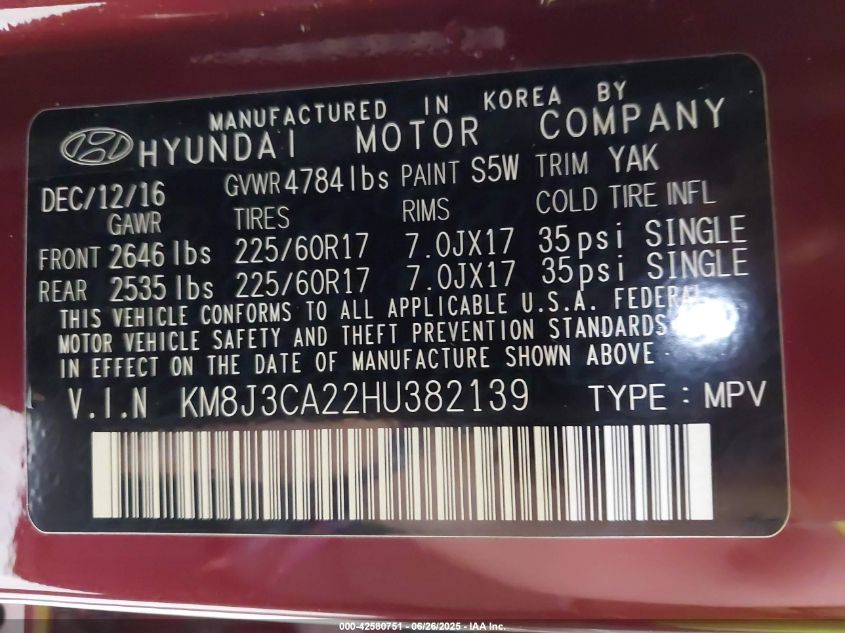 MANUFACTURED IN KOREA BY
HYUNDAI MOTOR COMPANY
DEC/12/16 GVWR 4784 lbs PAINT S5W TRIM YAK
GAWR TIRES RIMS COLD TIRE INFL
FRONT 2646 lbs 225/60R17 7.0JX17 35psi SINGLE
REAR 2535 lbs 225/60R17 7.0JX17 35psi SINGLE
THIS VEHICLE CONFORMS TO ALL APPLICABLE U.S.A. FEDERAL
MOTOR VEHICLE SAFETY AND THEFT PREVENTION STANDARDS
IN EFFECT ON THE DATE OF MANUFACTURE SHOWN ABOVE.
V.I.N KM8J3CA22HU382139 TYPE : MPV
000-42580751 - 06/26/2025 - IAA Inc.